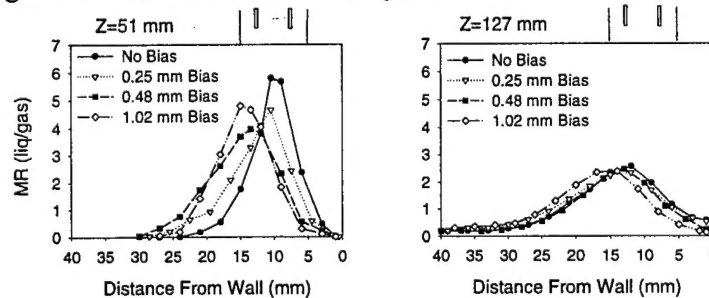 Z=51 mm
7
6
5
4
3
2
1
0
MR (liq/gas)
No Bias
0.25 mm Bias
0.48 mm Bias
1.02 mm Bias
40 35 30 25 20 15 10 5 0
Distance From Wall (mm)
Z=127 mm
7
6
5
4
3
2
1
0
No Bias
0.25 mm Bias
0.48 mm Bias
1.02 mm Bias
40 35 30 25 20 15 10 5 0
Distance From Wall (mm)